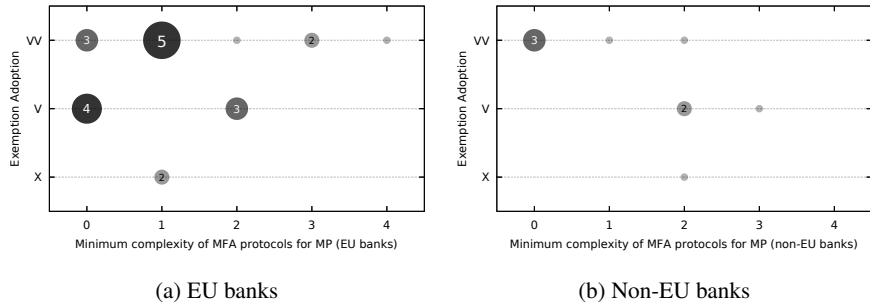 VV
V
X
Exemption Adoption
3
5
2
4
3
2
0 1 2 3 4
Minimum complexity of MFA protocols for MP (EU banks)
(a) EU banks
VV
V
X
Exemption Adoption
3
2
0 1 2 3 4
Minimum complexity of MFA protocols for MP (non-EU banks)
(b) Non-EU banks